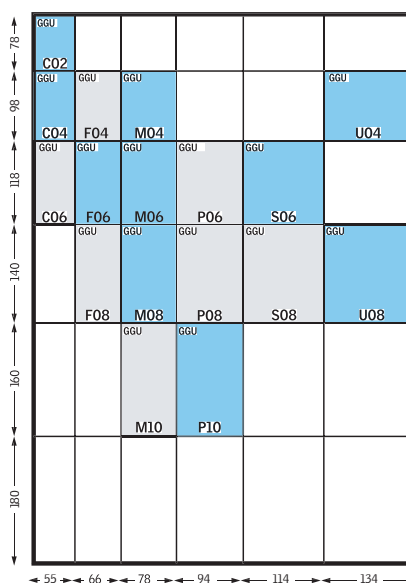 78
GGU
C02
98
GGU GGU GGU GGU
C04 F04 M04 U04
118
GGU GGU GGU GGU GGU
C06 F06 M06 P06 S06
140
GGU GGU GGU GGU GGU
F08 M08 P08 S08 U08
160
GGU GGU
M10 P10
180
55 66 78 94 114 134